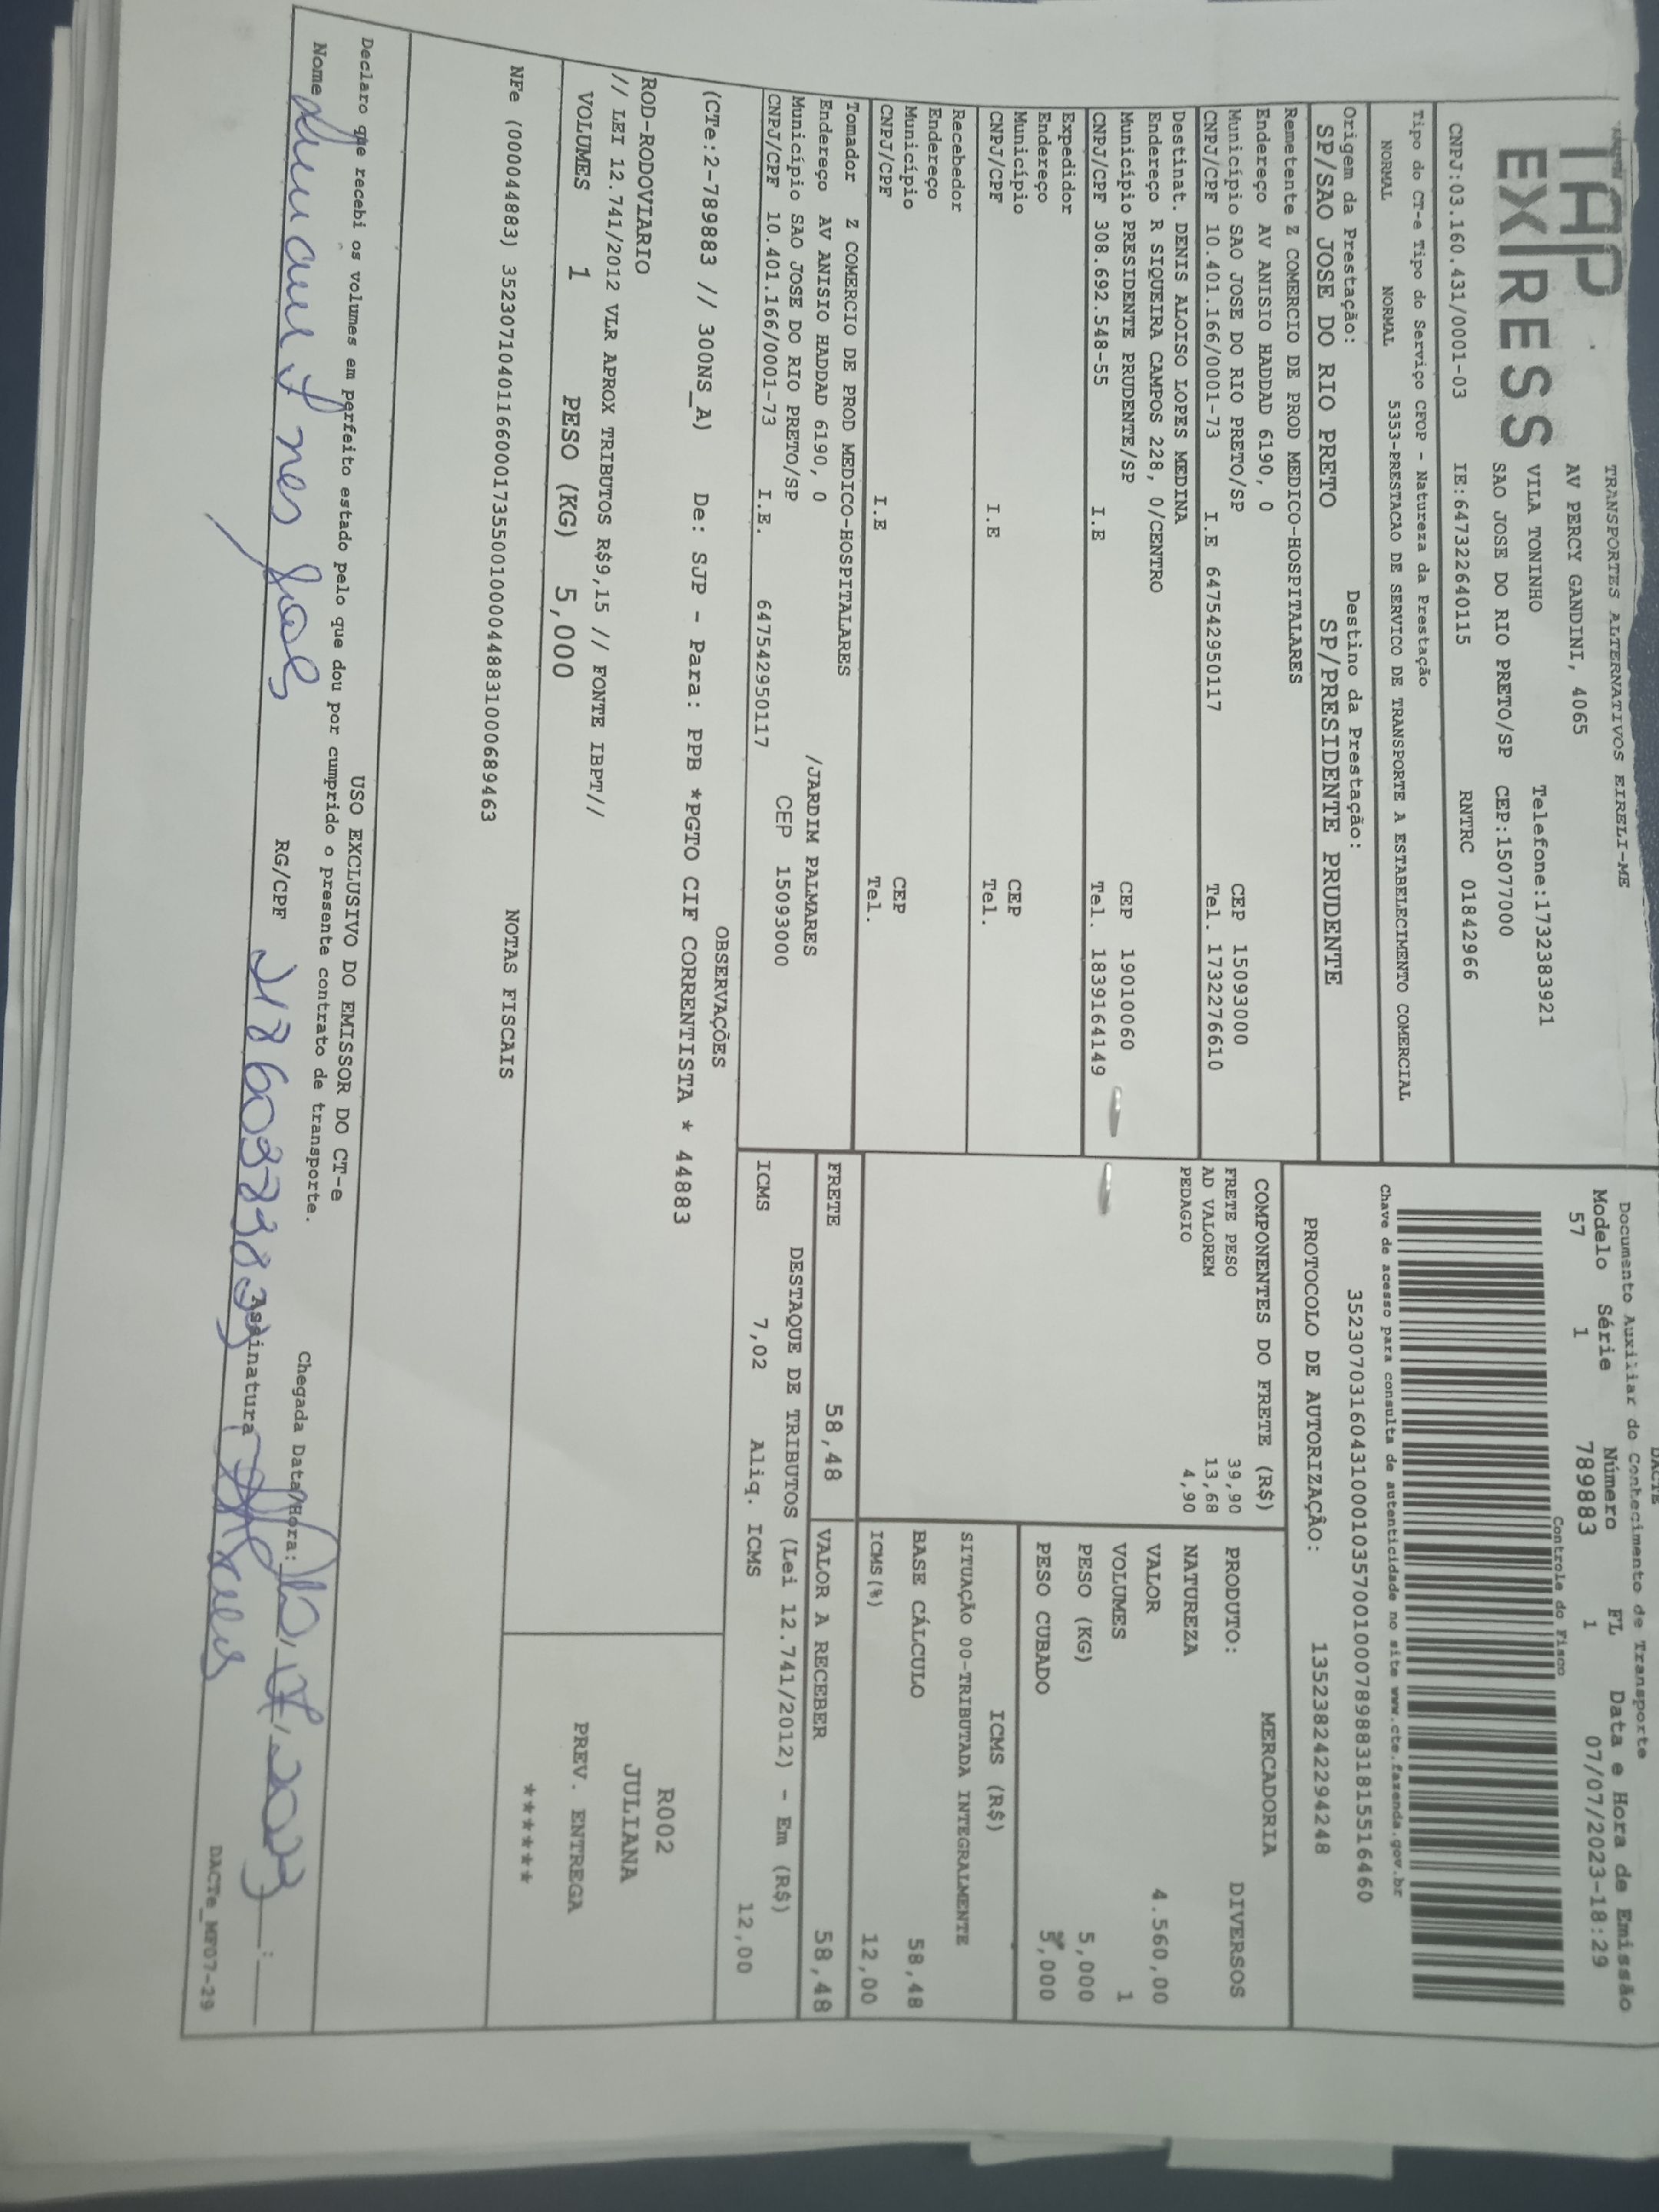 DACTE
Documento Auxiliar do Conhecimento de Transporte
TAP
EXPRESS
TRANSPORTES ALTERNATIVOS EIRELI-ME
AV PERCY GANDINI, 4065
VILA TONINHO Telefone:1732383921
SAO JOSE DO RIO PRETO/SP CEP:15077000
CNPJ:03.160.431/0001-03 IE:647322640115 RNTRC 01842966
Modelo Série Número FL Data e Hora de Emissão
57 1 789883 1 07/07/2023-18:29
Controle do Fisco
Tipo do CT-e Tipo do Serviço CFOP - Natureza da Prestação
NORMAL NORMAL 5353-PRESTACAO DE SERVICO DE TRANSPORTE A ESTABELECIMENTO COMERCIAL
Chave de acesso para consulta de autenticidade no site www.cte.fazenda.gov.br
35230703160431000103570010007898831815516460
Origem da Prestação: Destino da Prestação:
SP/SAO JOSE DO RIO PRETO SP/PRESIDENTE PRUDENTE
PROTOCOLO DE AUTORIZAÇÃO: 135238242294248
Remetente Z COMERCIO DE PROD MEDICO-HOSPITALARES
Endereço AV ANISIO HADDAD 6190, 0
Município SAO JOSE DO RIO PRETO/SP CEP 15093000
CNPJ/CPF 10.401.166/0001-73 I.E 647542950117 Tel. 1732276610
Destinat. DENIS ALOISO LOPES MEDINA
Endereço R SIQUEIRA CAMPOS 228, 0/CENTRO
Município PRESIDENTE PRUDENTE/SP CEP 19010060
CNPJ/CPF 308.692.548-55 I.E Tel. 1839164149
Expedidor
Endereço
Município CEP
CNPJ/CPF I.E Tel.
Recebedor
Endereço
Município CEP
CNPJ/CPF I.E Tel.
Tomador Z COMERCIO DE PROD MEDICO-HOSPITALARES
Endereço AV ANISIO HADDAD 6190, 0 /JARDIM PALMARES
Município SAO JOSE DO RIO PRETO/SP CEP 15093000
CNPJ/CPF 10.401.166/0001-73 I.E. 647542950117
COMPONENTES DO FRETE (R$)
FRETE PESO 39,90
AD VALOREM 13,68
PEDAGIO 4,90
MERCADORIA
PRODUTO: DIVERSOS
NATUREZA
VALOR 4.560,00
VOLUMES 1
PESO (KG) 5,000
PESO CUBADO 5,000
ICMS (R$)
SITUAÇÃO 00-TRIBUTADA INTEGRALMENTE
BASE CÁLCULO 58,48
ICMS(%) 12,00
FRETE 58,48 VALOR A RECEBER 58,48
DESTAQUE DE TRIBUTOS (Lei 12.741/2012) - Em (R$)
ICMS 7,02 Aliq. ICMS 12,00
OBSERVAÇÕES
(CTe:2-789883 // 300NS_A) De: SJP - Para: PPB *PGTO CIF CORRENTISTA * 44883
ROD-RODOVIARIO
// LEI 12.741/2012 VLR APROX TRIBUTOS R$9,15 // FONTE IBPT//
VOLUMES 1 PESO (KG) 5,000
R002
JULIANA
PREV. ENTREGA
******
NOTAS FISCAIS
NFe (000044883) 35230710401166000173550010000448831000689463
USO EXCLUSIVO DO EMISSOR DO CT-e
Declaro que recebi os volumes em perfeito estado pelo que dou por cumprido o presente contrato de transporte.
Chegada Data/Hora: 2023 :
Nome RG/CPF Assinatura
DACTe_MF07-29